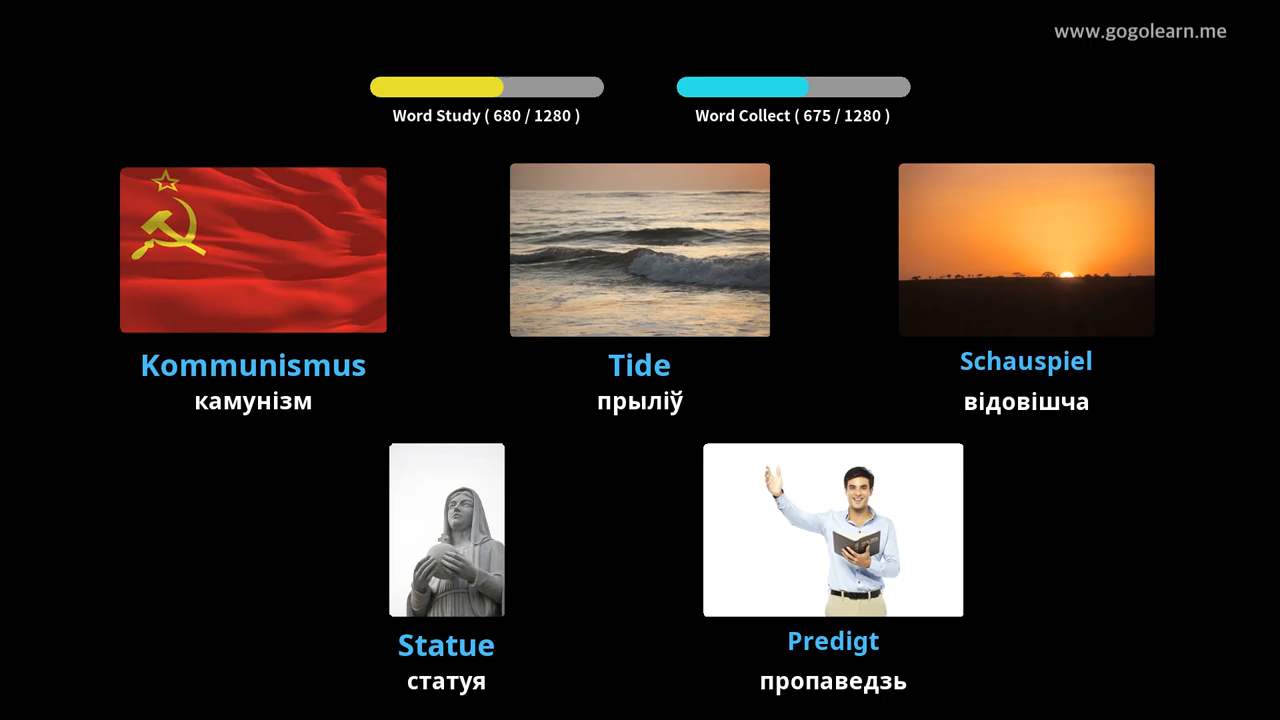 www.gogolearn.me
Word Study ( 680 / 1280 )
Word Collect ( 675 / 1280 )
Kommunismus
камунізм
Tide
прыліў
Schauspiel
відовішча
Statue
статуя
Predigt
пропаведзь